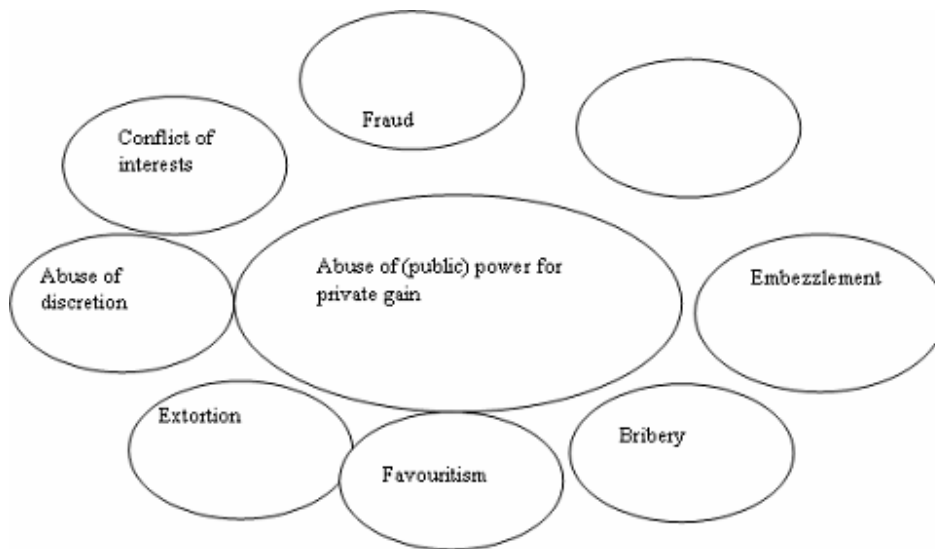 Fraud
Conflict of
interests
Abuse of (public) power for
private gain
Abuse of
discretion
Embezzlement
Extortion
Bribery
Favouritism